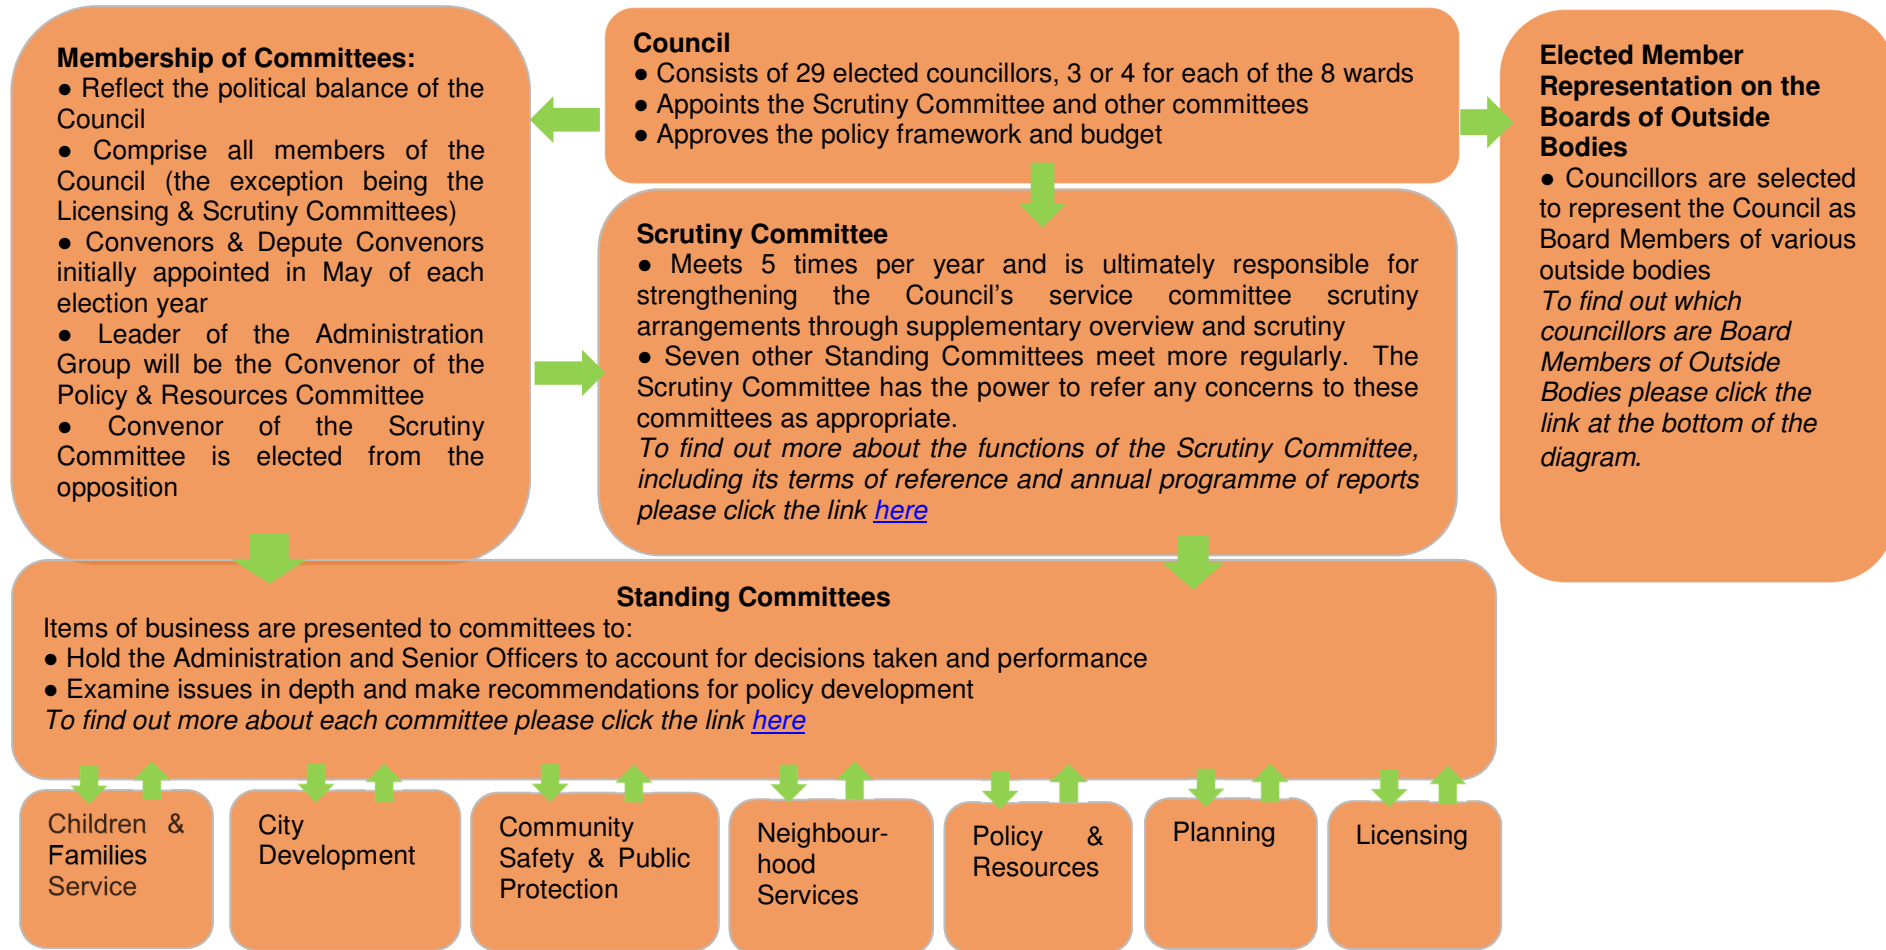 Membership of Committees:
● Reflect the political balance of the
Council
● Comprise all members of the
Council (the exception being the
Licensing & Scrutiny Committees)
● Convenors & Depute Convenors
initially appointed in May of each
election year
● Leader of the Administration
Group will be the Convenor of the
Policy & Resources Committee
● Convenor of the Scrutiny
Committee is elected from the
opposition
Council
● Consists of 29 elected councillors, 3 or 4 for each of the 8 wards
● Appoints the Scrutiny Committee and other committees
● Approves the policy framework and budget
Elected Member
Representation on the
Boards of Outside
Bodies
● Councillors are selected
to represent the Council as
Board Members of various
outside bodies
To find out which
councillors are Board
Members of Outside
Bodies please click the
link at the bottom of the
diagram.
Scrutiny Committee
● Meets 5 times per year and is ultimately responsible for
strengthening the Council's service committee scrutiny
arrangements through supplementary overview and scrutiny
● Seven other Standing Committees meet more regularly. The
Scrutiny Committee has the power to refer any concerns to these
committees as appropriate.
To find out more about the functions of the Scrutiny Committee,
including its terms of reference and annual programme of reports
please click the link here
Standing Committees
Items of business are presented to committees to:
● Hold the Administration and Senior Officers to account for decisions taken and performance
● Examine issues in depth and make recommendations for policy development
To find out more about each committee please click the link here
Children &
Families
Service
City
Development
Community
Safety & Public
Protection
Neighbour-
hood
Services
Policy &
Resources
Planning
Licensing